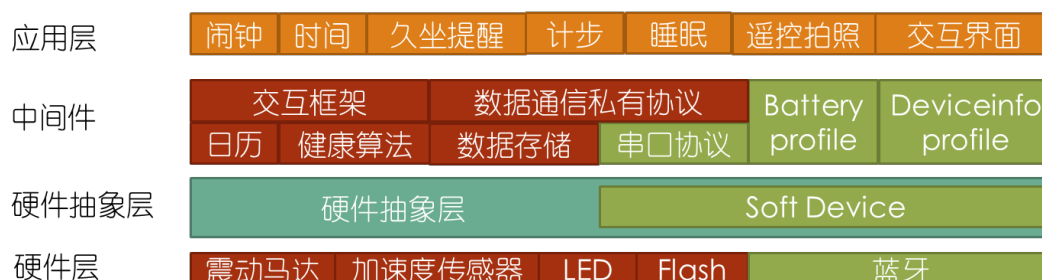 应用层 闹钟 时间 久坐提醒 计步 睡眠 遥控拍照 交互界面
中间件 交互框架 数据通信私有协议 Battery profile Deviceinfo profile
日历 健康算法 数据存储 串口协议
硬件抽象层 硬件抽象层 Soft Device
硬件层 震动马达 加速度传感器 LED Flash 蓝牙